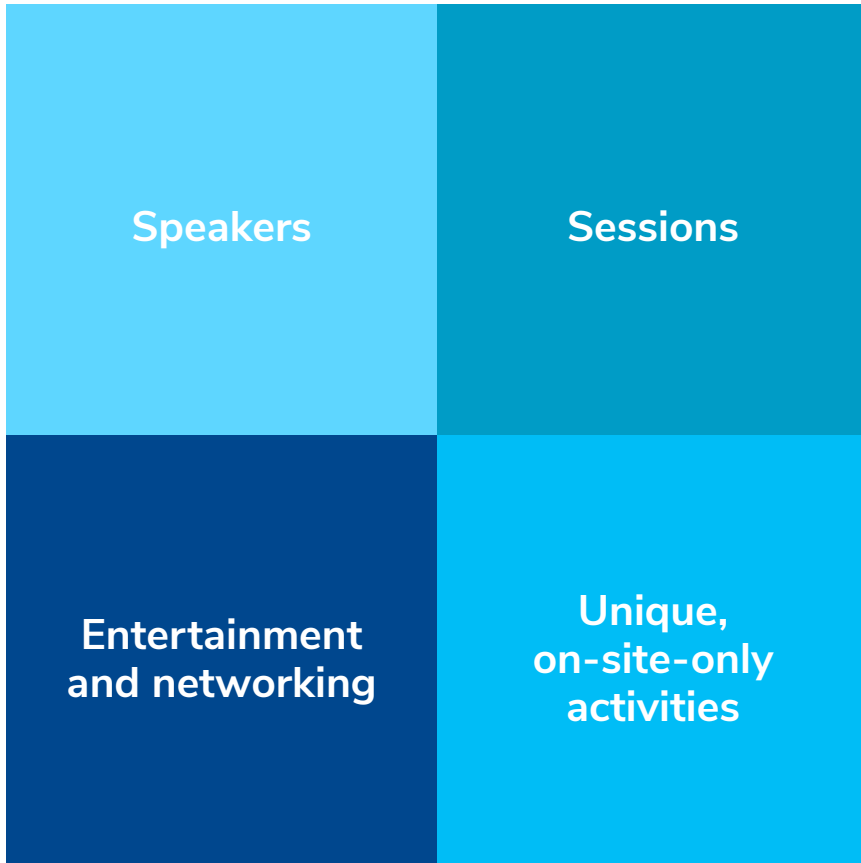 Speakers
Sessions
Entertainment
and networking
Unique,
on-site-only
activities